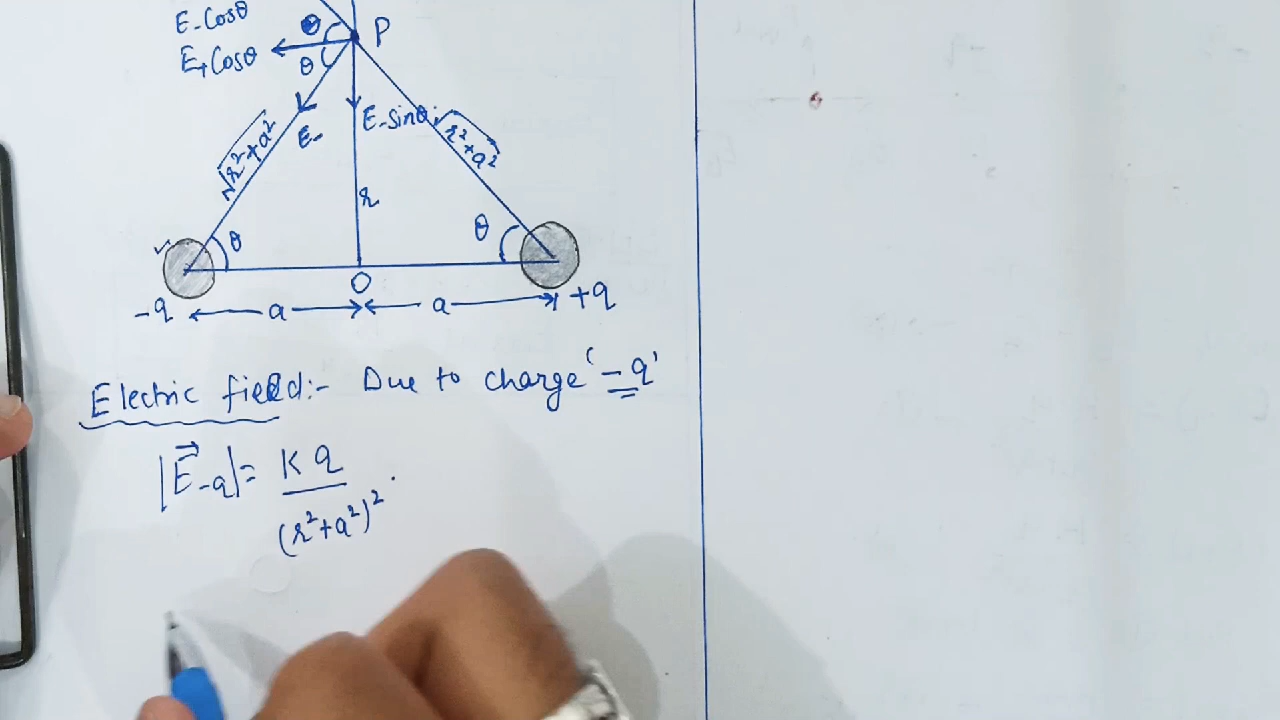 E₋Cosθ θ P
E₊Cosθ θ
E₋Sinθ
E₋
√r²+a² √r²+a²
r
θ θ
O
-q a a +q
Electric field:- Due to charge '-q'
|E⃗₋q| = Kq
(r²+a²)² .